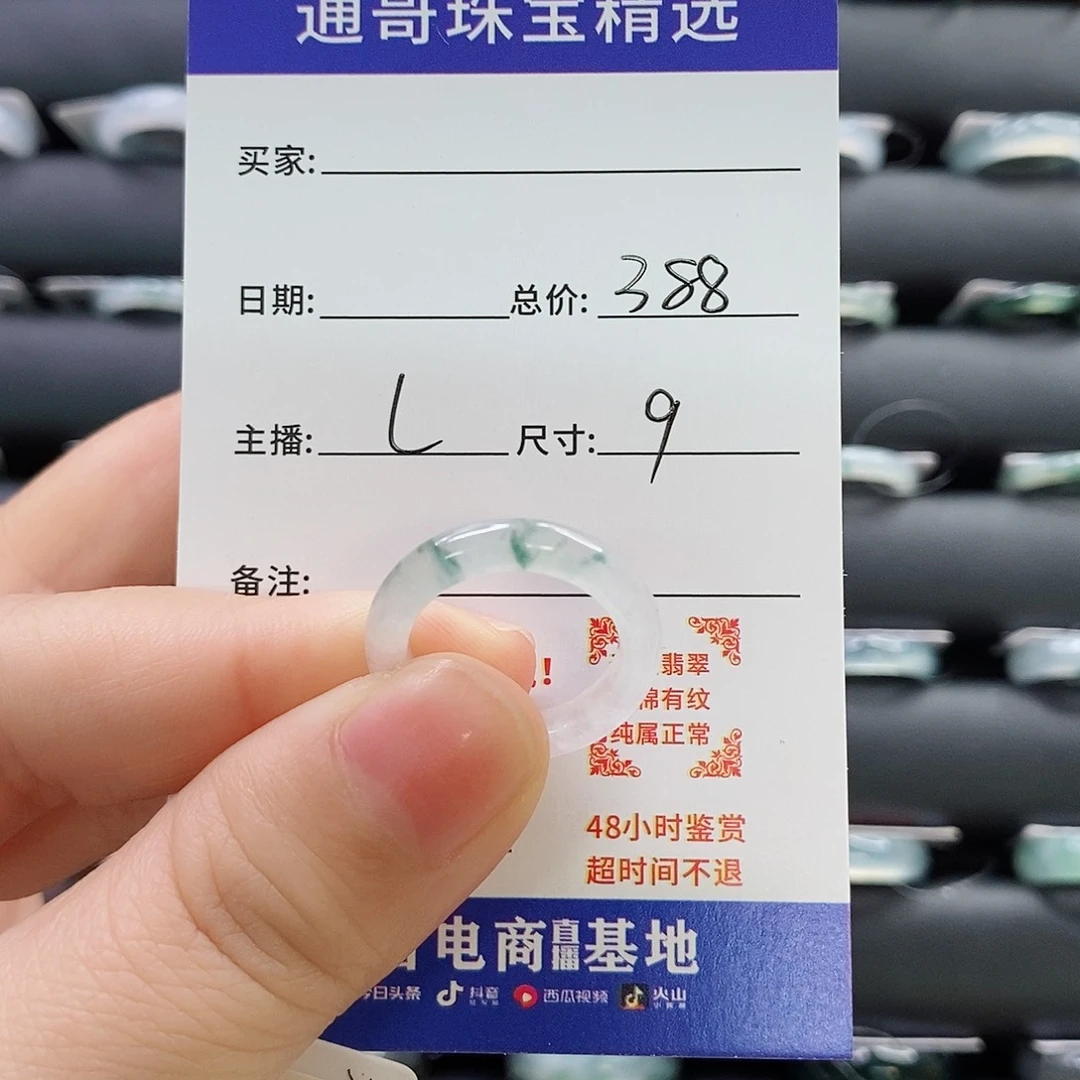 通哥珠宝精选
买家:
日期: 总价: 388
主播: L 尺寸: 9
备注:
!
翡翠
棉有纹
纯属正常
48小时鉴赏
超时间不退
电商直播基地
今日头条 抖音 西瓜视频 火山